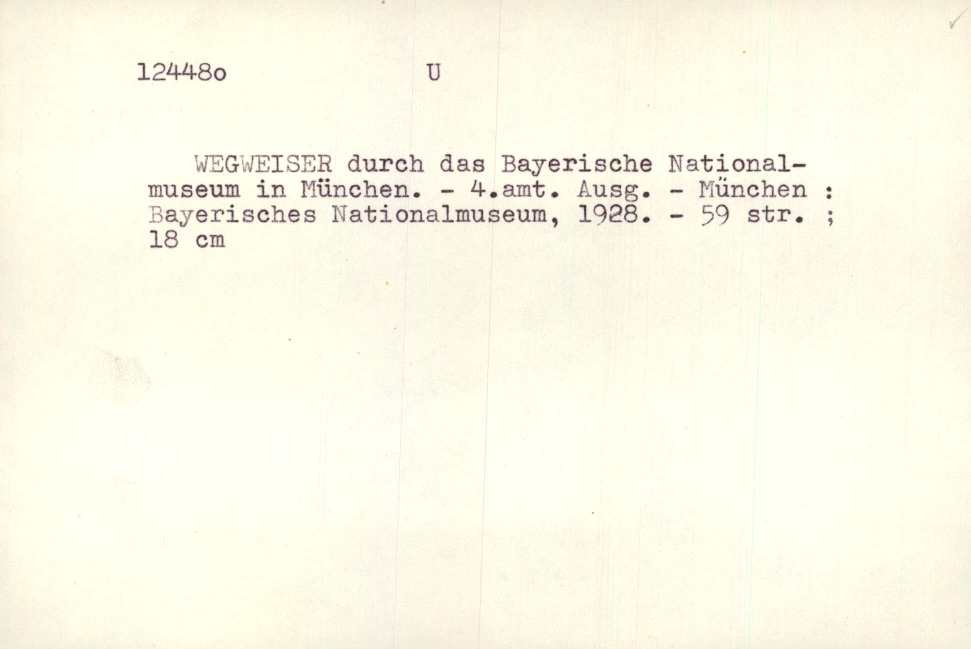 124480 U
WEGWEISER durch das Bayerische National-
museum in München. - 4.amt. Ausg. - München :
Bayerisches Nationalmuseum, 1928. - 59 str. ;
18 cm